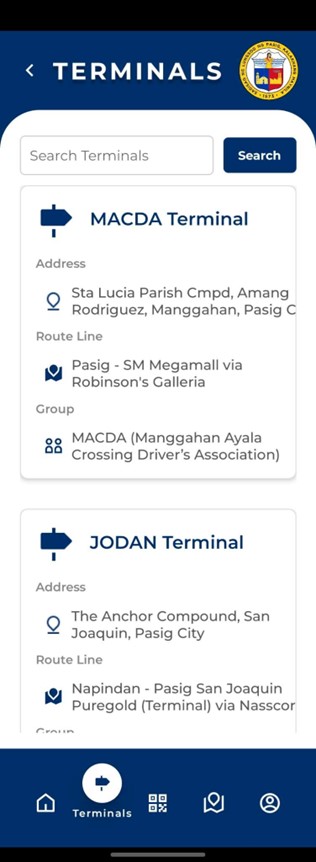 TERMINALS
Search Terminals
Search
MACDA Terminal
Address
Sta Lucia Parish Cmpd, Amang
Rodriguez, Manggahan, Pasig C
Route Line
Pasig - SM Megamall via
Robinson's Galleria
Group
MACDA (Manggahan Ayala
Crossing Driver’s Association)
JODAN Terminal
Address
The Anchor Compound, San
Joaquin, Pasig City
Route Line
Napindan - Pasig San Joaquin
Puregold (Terminal) via Nasscor
Group
Terminals